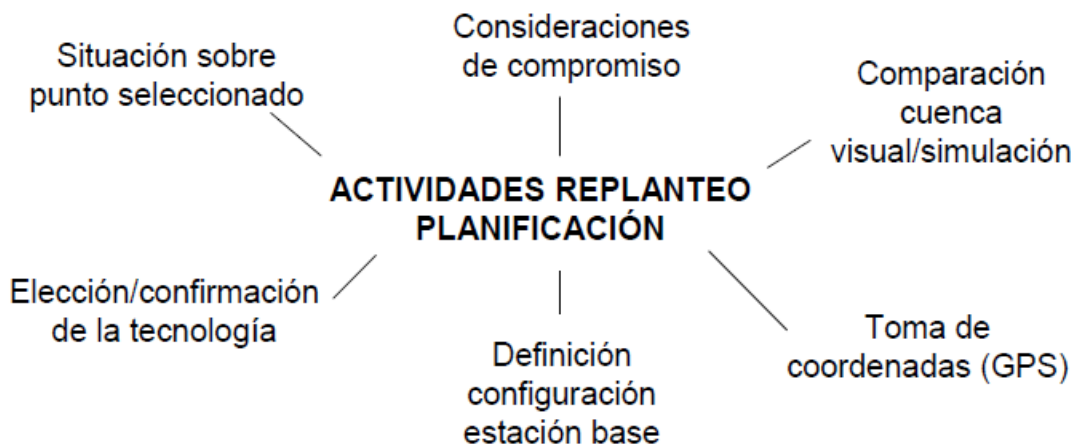 Situación sobre
punto seleccionado
Consideraciones
de compromiso
Comparación
cuenca
visual/simulación
ACTIVIDADES REPLANTEO
PLANIFICACIÓN
Elección/confirmación
de la tecnología
Definición
configuración
estación base
Toma de
coordenadas (GPS)